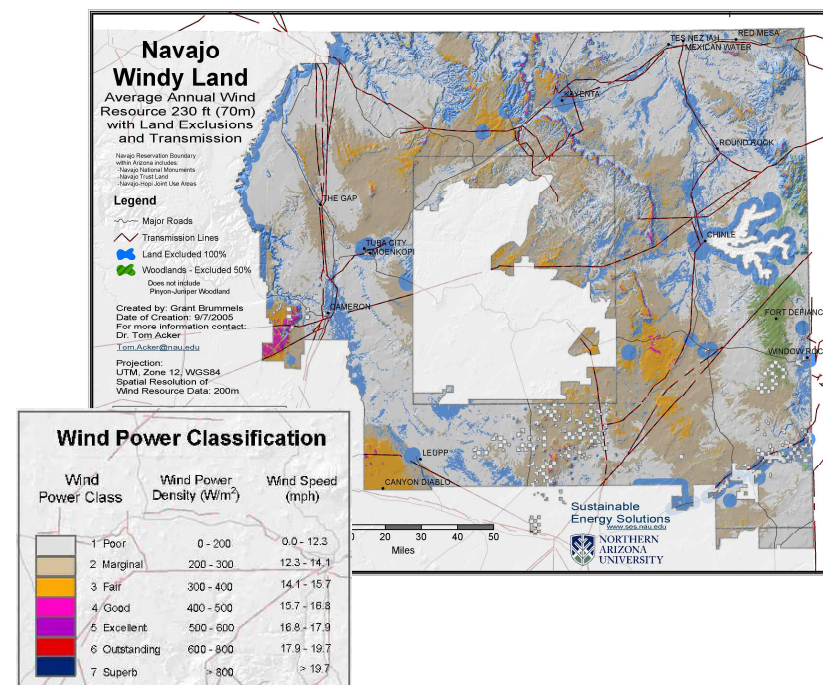 Navajo
Windy Land
Average Annual Wind
Resource 230 ft (70m)
with Land Exclusions
and Transmission
Navajo Reservation Boundary
within Arizona includes:
-Navajo National Monuments
-Navajo Trust Land
-Navajo-Hopi Joint Use Areas
Legend
Major Roads
Transmission Lines
Land Excluded 100%
Woodlands - Excluded 50%
Does not include
Pinyon-Juniper Woodland
Created by: Grant Brummels
Date of Creation: 9/7/2005
For more information contact:
Dr. Tom Acker
Tom.Acker@nau.edu
Projection:
UTM, Zone 12, WGS84
Spatial Resolution of
Wind Resource Data: 200m
RED MESA
TES NEZ IAH
MEXICAN WATER
KAYENTA
ROUND ROCK
THE GAP
CHINLE
TUBA CITY
MOENKOPI
CAMERON
FORT DEFIANC
WINDOW ROC
LEUPP
CANYON DIABLO
20 30 40 50
Miles
Sustainable
Energy Solutions
www.ses.nau.edu
NORTHERN
ARIZONA
UNIVERSITY
Wind Power Classification
Wind Power Class Wind Power Density (W/m²) Wind Speed (mph)
1 Poor 0 - 200 0.0 - 12.3
2 Marginal 200 - 300 12.3 - 14.1
3 Fair 300 - 400 14.1 - 15.7
4 Good 400 - 500 15.7 - 16.8
5 Excellent 500 - 600 16.8 - 17.9
6 Outstanding 600 - 800 17.9 - 19.7
7 Superb > 800 > 19.7